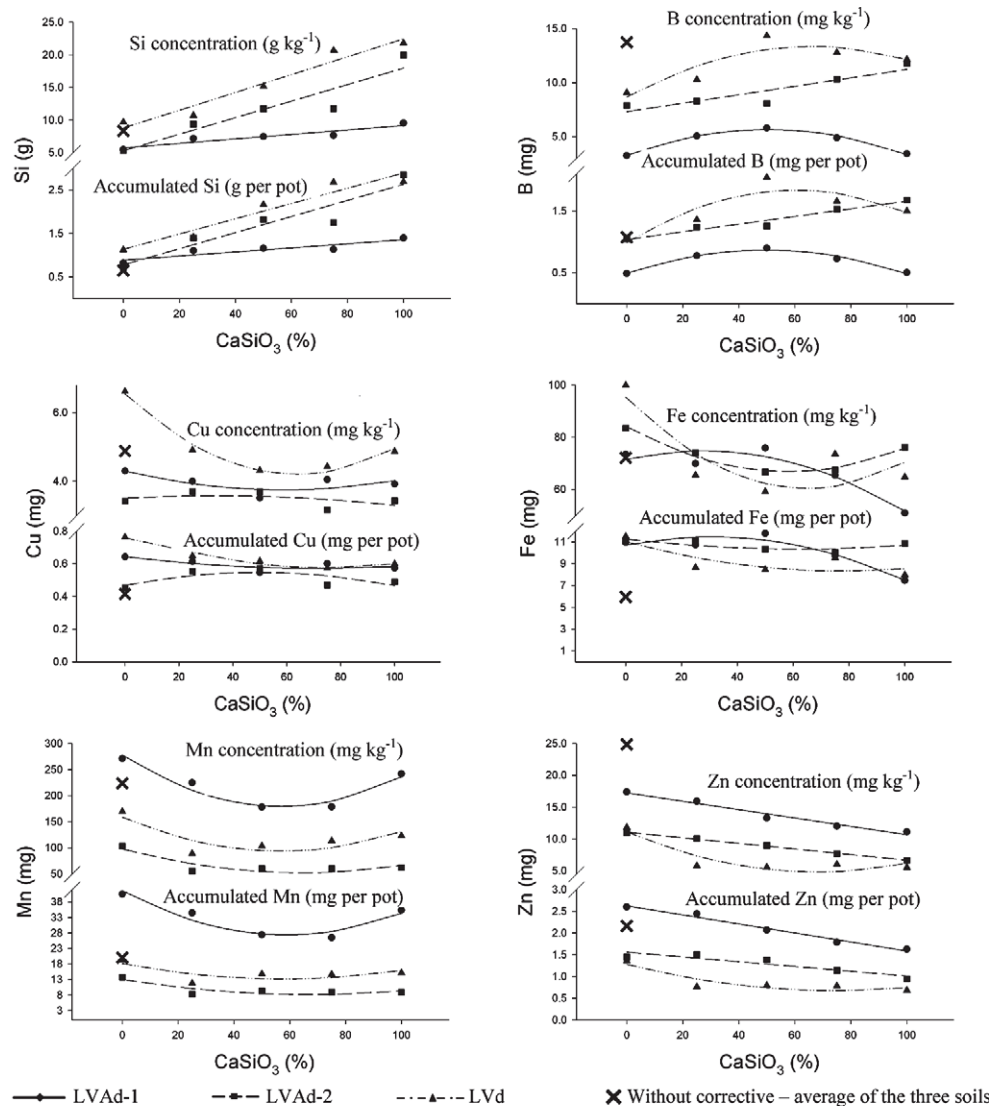 Si concentration (g kg⁻¹)
Accumulated Si (g per pot)
Si (g)
25.0
20.0
15.0
10.0
5.0
2.5
1.5
0.5
0 20 40 60 80 100
CaSiO₃ (%)
B concentration (mg kg⁻¹)
Accumulated B (mg per pot)
B (mg)
15.0
10.0
5.0
1.5
0.5
0 20 40 60 80 100
CaSiO₃ (%)
Cu concentration (mg kg⁻¹)
Accumulated Cu (mg per pot)
Cu (mg)
6.0
4.0
0.8
0.6
0.4
0.2
0.0
0 20 40 60 80 100
CaSiO₃ (%)
Fe concentration (mg kg⁻¹)
Accumulated Fe (mg per pot)
Fe (mg)
100
80
60
11
9
7
5
3
1
0 20 40 60 80 100
CaSiO₃ (%)
Mn concentration (mg kg⁻¹)
Accumulated Mn (mg per pot)
Mn (mg)
300
250
200
150
100
50
38
33
28
23
18
13
8
3
0 20 40 60 80 100
CaSiO₃ (%)
Zn concentration (mg kg⁻¹)
Accumulated Zn (mg per pot)
Zn (mg)
25.0
20.0
15.0
10.0
5.0
3.0
2.5
2.0
1.5
1.0
0.5
0.0
0 20 40 60 80 100
CaSiO₃ (%)
LVAd-1 LVAd-2 LVd Without corrective – average of the three soils